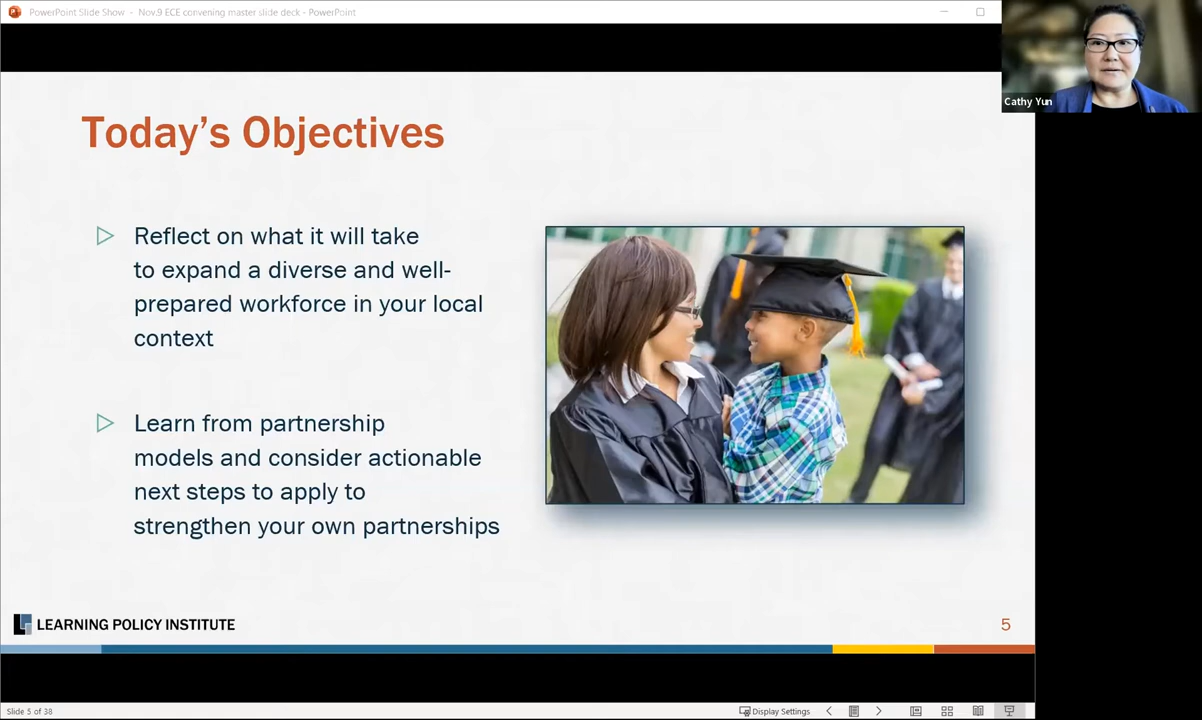 PowerPoint Slide Show - Nov.9 ECE convening master slide deck - PowerPoint
Cathy Yun
Today's Objectives
Reflect on what it will take
to expand a diverse and well-
prepared workforce in your local
context
Learn from partnership
models and consider actionable
next steps to apply to
strengthen your own partnerships
LEARNING POLICY INSTITUTE
5
Slide 5 of 38
Display Settings